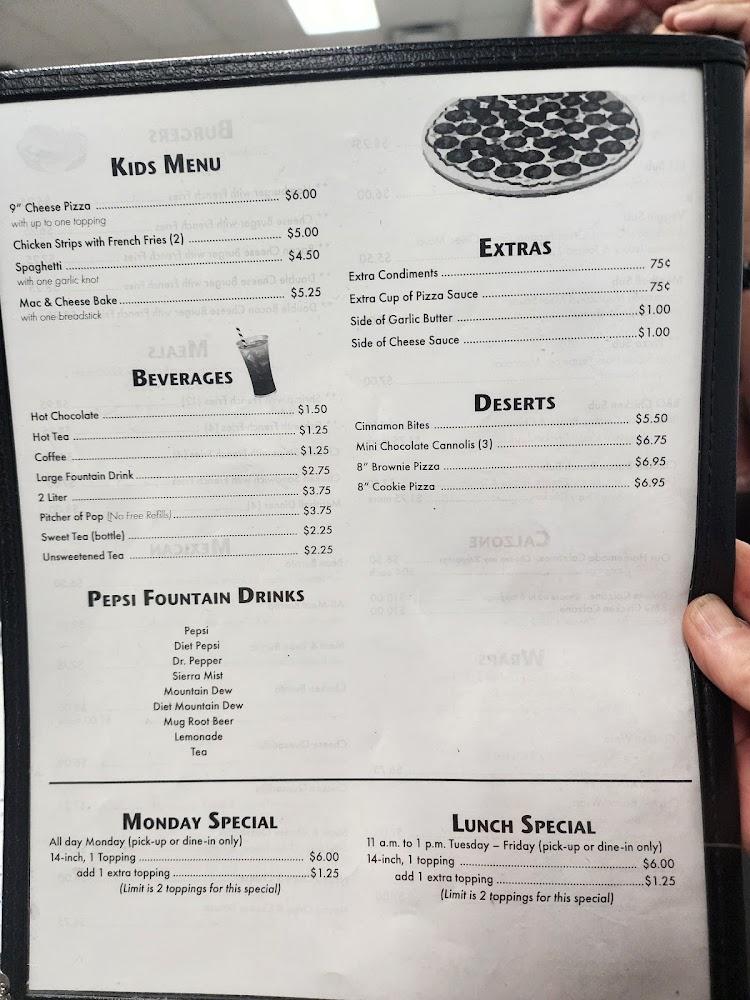 KIDS MENU
9" Cheese Pizza ........ $6.00
with up to one topping
Chicken Strips with French Fries (2) ........ $5.00
Spaghetti ........ $4.50
with one garlic knot
Mac & Cheese Bake ........ $5.25
with one breadstick
BEVERAGES
Hot Chocolate ........ $1.50
Hot Tea ........ $1.25
Coffee ........ $1.25
Large Fountain Drink ........ $2.75
2 Liter ........ $3.75
Pitcher of Pop (No Free Refills) ........ $3.75
Sweet Tea (bottle) ........ $2.25
Unsweetened Tea ........ $2.25
PEPSI FOUNTAIN DRINKS
Pepsi
Diet Pepsi
Dr. Pepper
Sierra Mist
Mountain Dew
Diet Mountain Dew
Mug Root Beer
Lemonade
Tea
EXTRAS
Extra Condiments ........ 75¢
Extra Cup of Pizza Sauce ........ 75¢
Side of Garlic Butter ........ $1.00
Side of Cheese Sauce ........ $1.00
DESERTS
Cinnamon Bites ........ $5.50
Mini Chocolate Cannolis (3) ........ $6.75
8" Brownie Pizza ........ $6.95
8" Cookie Pizza ........ $6.95
MONDAY SPECIAL
All day Monday (pick-up or dine-in only)
14-inch, 1 Topping ........ $6.00
add 1 extra topping ........ $1.25
(Limit is 2 toppings for this special)
LUNCH SPECIAL
11 a.m. to 1 p.m. Tuesday – Friday (pick-up or dine-in only)
14-inch, 1 topping ........ $6.00
add 1 extra topping ........ $1.25
(Limit is 2 toppings for this special)